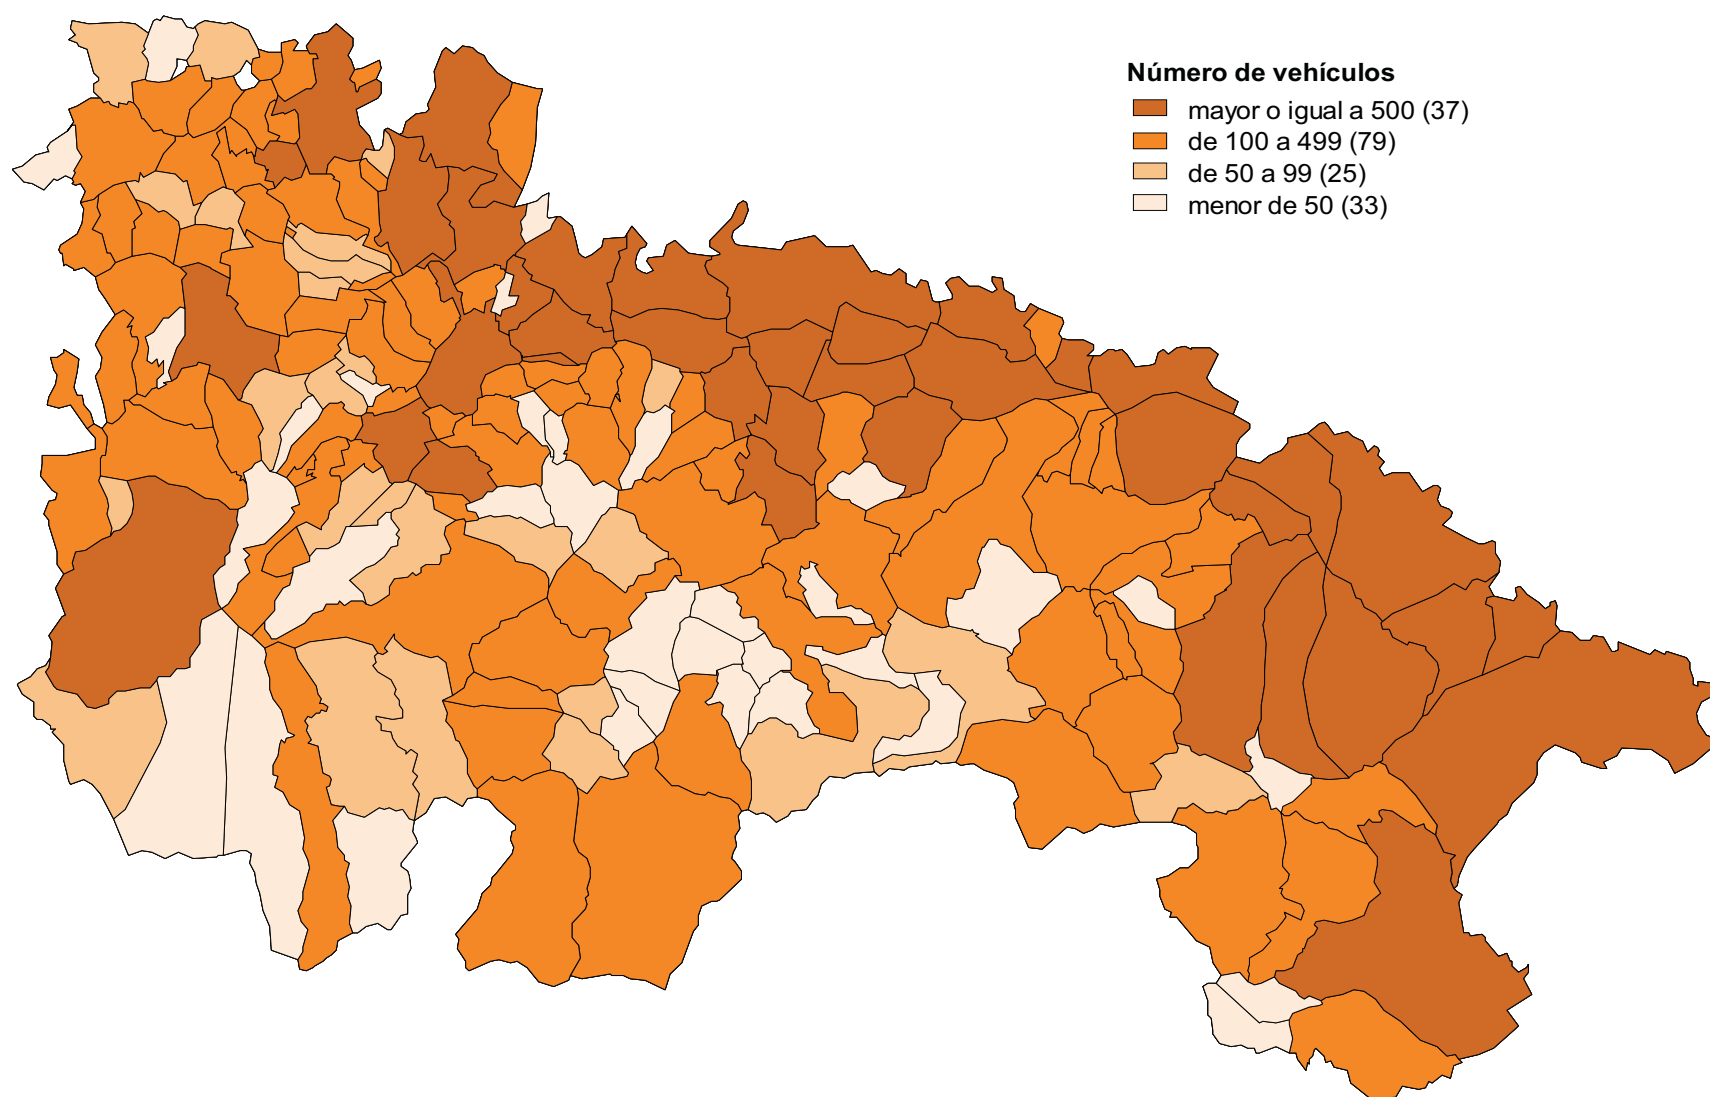 Número de vehículos
mayor o igual a 500 (37)
de 100 a 499 (79)
de 50 a 99 (25)
menor de 50 (33)